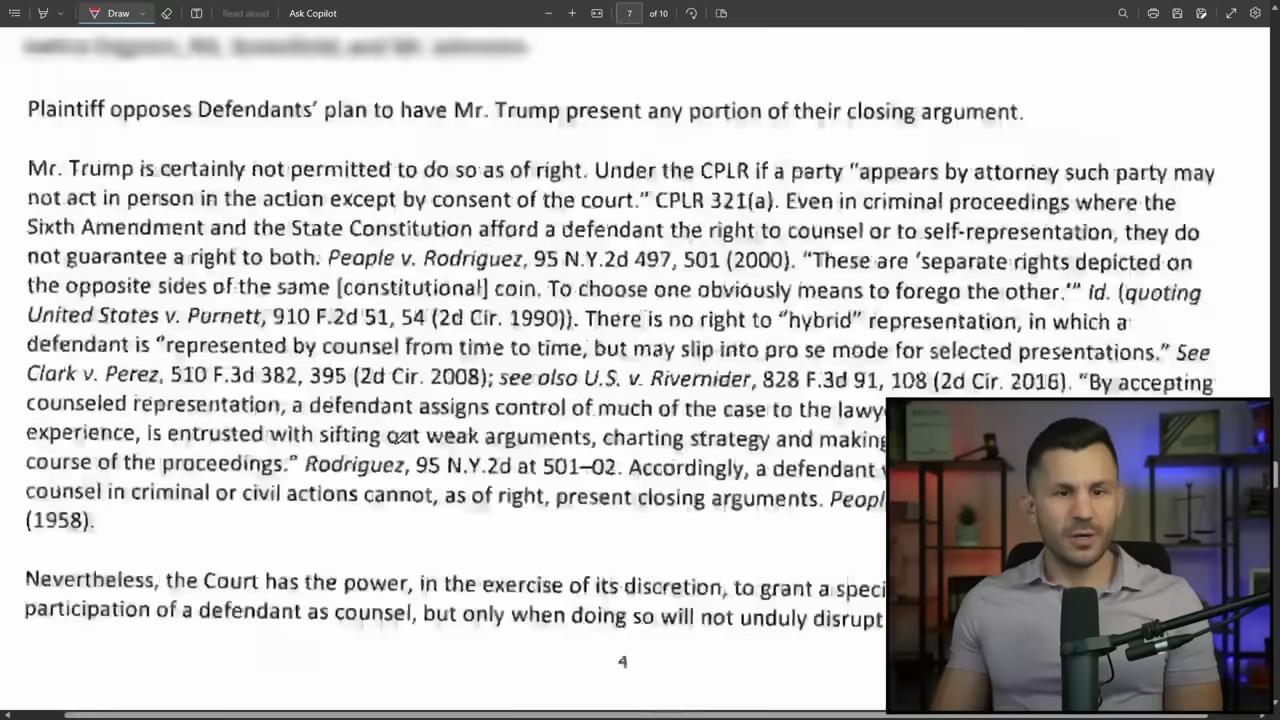 Draw
Read aloud
Ask Copilot
7 of 10
Plaintiff opposes Defendants' plan to have Mr. Trump present any portion of their closing argument.
Mr. Trump is certainly not permitted to do so as of right. Under the CPLR if a party "appears by attorney such party may
not act in person in the action except by consent of the court." CPLR 321(a). Even in criminal proceedings where the
Sixth Amendment and the State Constitution afford a defendant the right to counsel or to self-representation, they do
not guarantee a right to both. People v. Rodriguez, 95 N.Y.2d 497, 501 (2000). "These are 'separate rights depicted on
the opposite sides of the same [constitutional] coin. To choose one obviously means to forego the other.'" Id. (quoting
United States v. Purnett, 910 F.2d 51, 54 (2d Cir. 1990)). There is no right to "hybrid" representation, in which a
defendant is "represented by counsel from time to time, but may slip into pro se mode for selected presentations." See
Clark v. Perez, 510 F.3d 382, 395 (2d Cir. 2008); see also U.S. v. Rivernider, 828 F.3d 91, 108 (2d Cir. 2016). "By accepting
counseled representation, a defendant assigns control of much of the case to the lawy
experience, is entrusted with sifting out weak arguments, charting strategy and making
course of the proceedings." Rodriguez, 95 N.Y.2d at 501–02. Accordingly, a defendant
counsel in criminal or civil actions cannot, as of right, present closing arguments. Peopl
(1958).
Nevertheless, the Court has the power, in the exercise of its discretion, to grant a speci
participation of a defendant as counsel, but only when doing so will not unduly disrupt
4